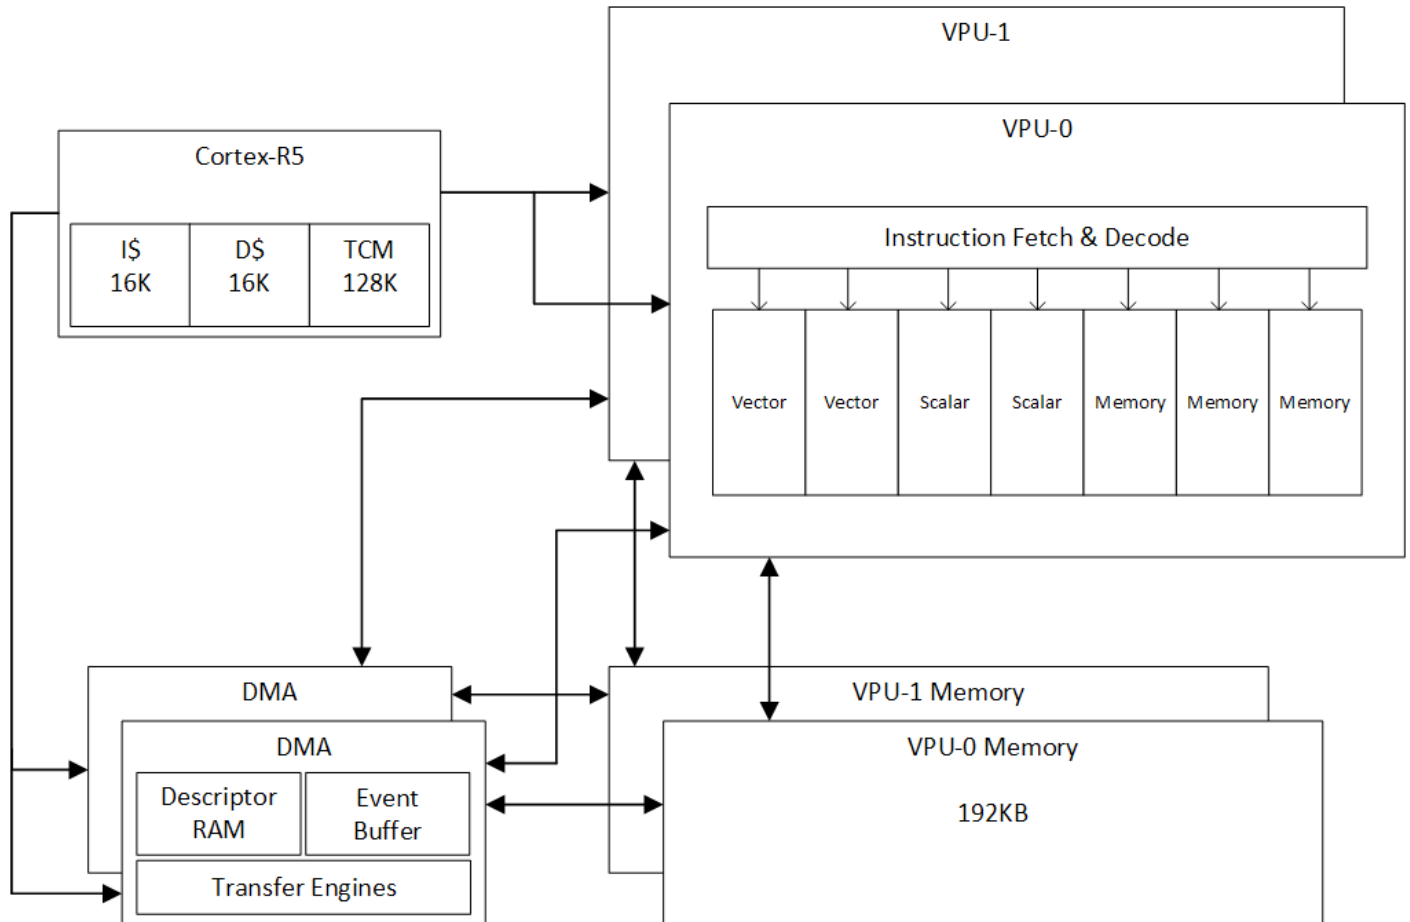 VPU-1
VPU-0
Cortex-R5
I$
16K
D$
16K
TCM
128K
Instruction Fetch & Decode
Vector
Vector
Scalar
Scalar
Memory
Memory
Memory
DMA
VPU-1 Memory
DMA
VPU-0 Memory
Descriptor
RAM
Event
Buffer
192KB
Transfer Engines